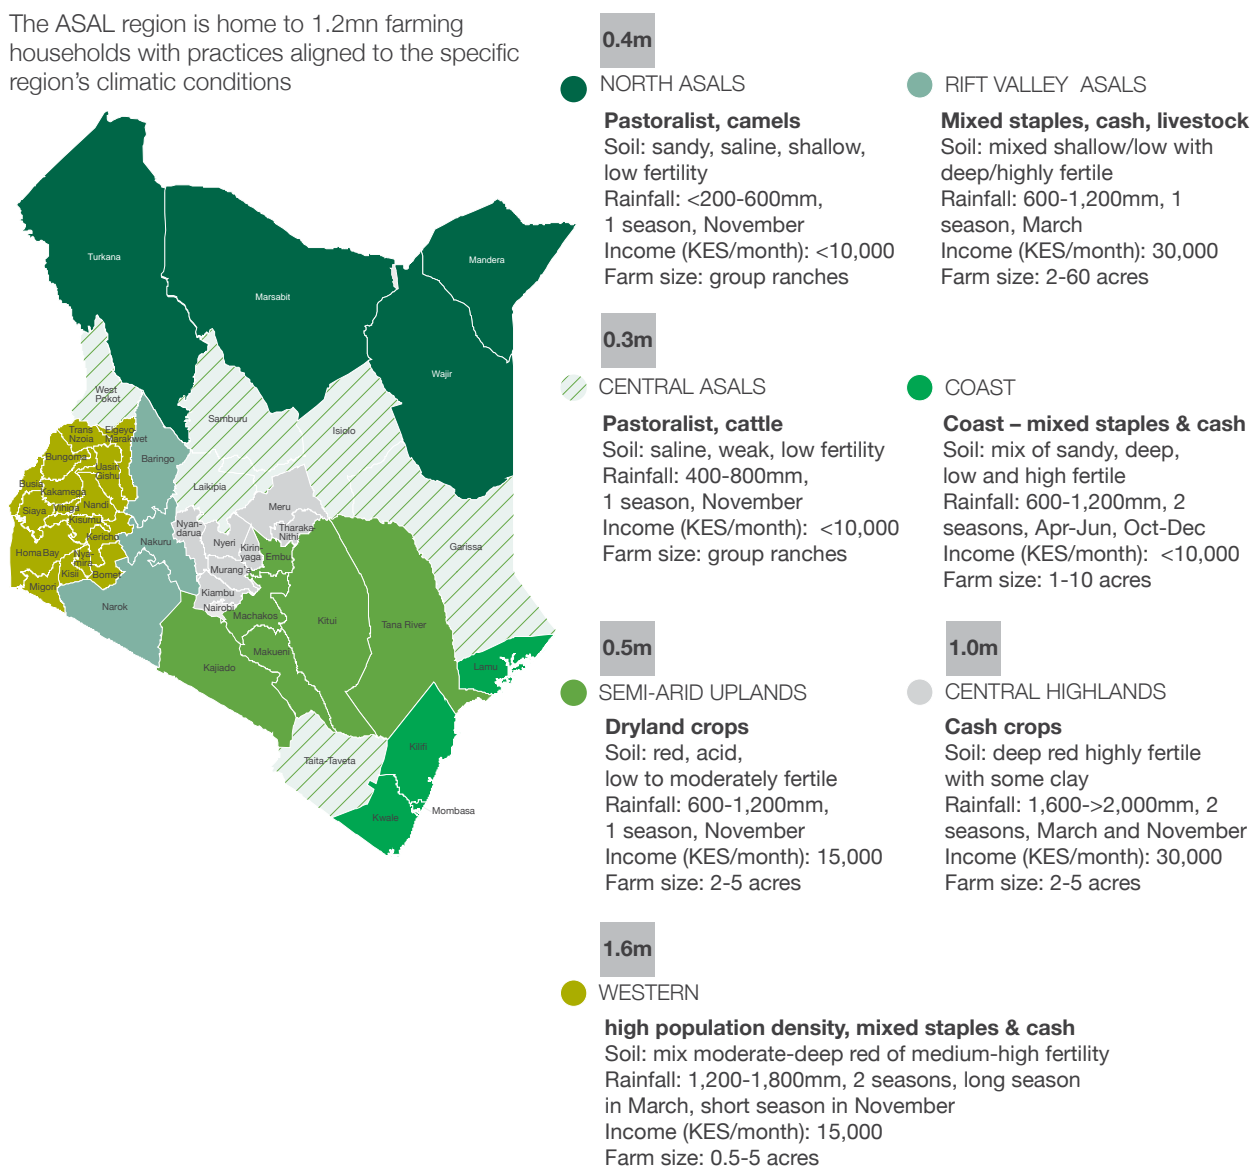 The ASAL region is home to 1.2mn farming
households with practices aligned to the specific
region's climatic conditions
Turkana
Marsabit
Mandera
Wajir
West
Pokot
Samburu
Isiolo
Trans
Nzoia
Elgeyo-
Marakwet
Bungoma
Uasin
Gishu
Baringo
Busia
Kakamega
Laikipia
Siaya
Vihiga
Nandi
Kisumu
Meru
Nyan-
darua
Tharaka-
Nithi
Kericho
Nakuru
Nyeri
Kirin-
yaga
Embu
Garissa
Homa Bay
Nya-
mira
Murang'a
Kisii
Bomet
Migori
Kiambu
Narok
Nairobi
Machakos
Kitui
Tana River
Makueni
Kajiado
Lamu
Kilifi
Taita-Taveta
Mombasa
Kwale
0.4m
NORTH ASALS
Pastoralist, camels
Soil: sandy, saline, shallow,
low fertility
Rainfall: <200-600mm,
1 season, November
Income (KES/month): <10,000
Farm size: group ranches
RIFT VALLEY ASALS
Mixed staples, cash, livestock
Soil: mixed shallow/low with
deep/highly fertile
Rainfall: 600-1,200mm, 1
season, March
Income (KES/month): 30,000
Farm size: 2-60 acres
0.3m
CENTRAL ASALS
Pastoralist, cattle
Soil: saline, weak, low fertility
Rainfall: 400-800mm,
1 season, November
Income (KES/month): <10,000
Farm size: group ranches
COAST
Coast – mixed staples & cash
Soil: mix of sandy, deep,
low and high fertile
Rainfall: 600-1,200mm, 2
seasons, Apr-Jun, Oct-Dec
Income (KES/month): <10,000
Farm size: 1-10 acres
0.5m
SEMI-ARID UPLANDS
Dryland crops
Soil: red, acid,
low to moderately fertile
Rainfall: 600-1,200mm,
1 season, November
Income (KES/month): 15,000
Farm size: 2-5 acres
1.0m
CENTRAL HIGHLANDS
Cash crops
Soil: deep red highly fertile
with some clay
Rainfall: 1,600->2,000mm, 2
seasons, March and November
Income (KES/month): 30,000
Farm size: 2-5 acres
1.6m
WESTERN
high population density, mixed staples & cash
Soil: mix moderate-deep red of medium-high fertility
Rainfall: 1,200-1,800mm, 2 seasons, long season
in March, short season in November
Income (KES/month): 15,000
Farm size: 0.5-5 acres